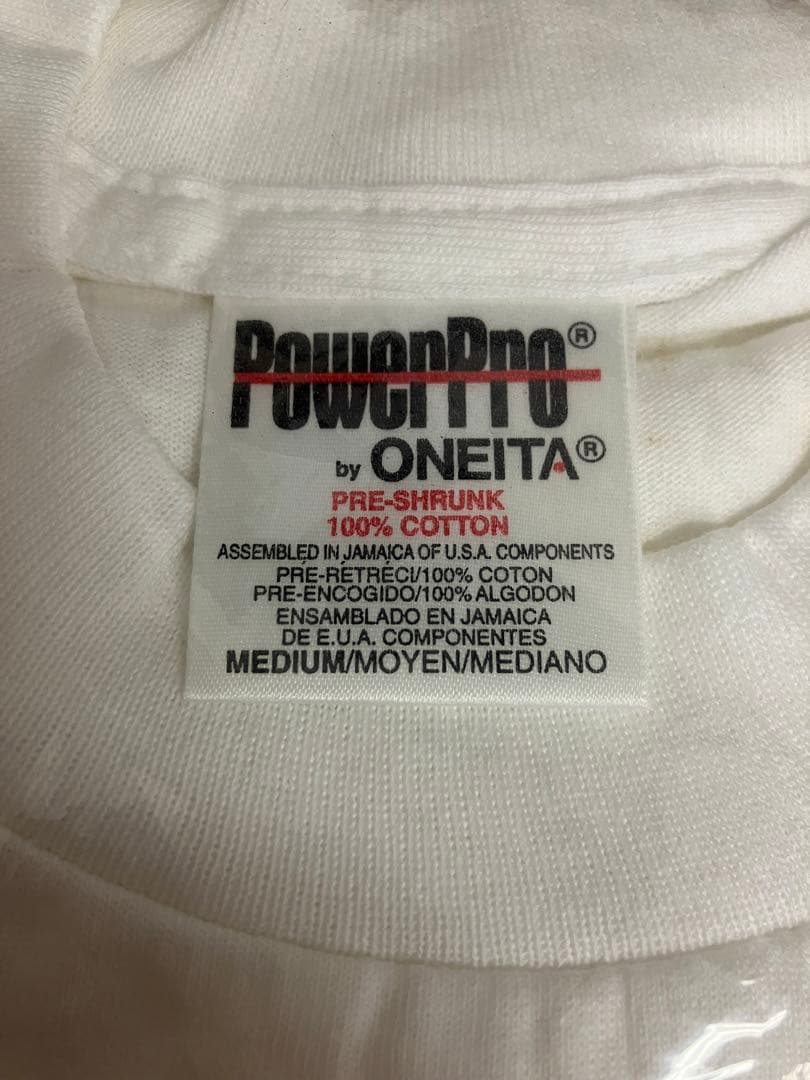 PowerPro®
by ONEITA®
PRE-SHRUNK
100% COTTON
ASSEMBLED IN JAMAICA OF U.S.A. COMPONENTS
PRÉ-RÉTRÉCI/100% COTON
PRE-ENCOGIDO/100% ALGODON
ENSAMBLADO EN JAMAICA
DE E.U.A. COMPONENTES
MEDIUM/MOYEN/MEDIANO